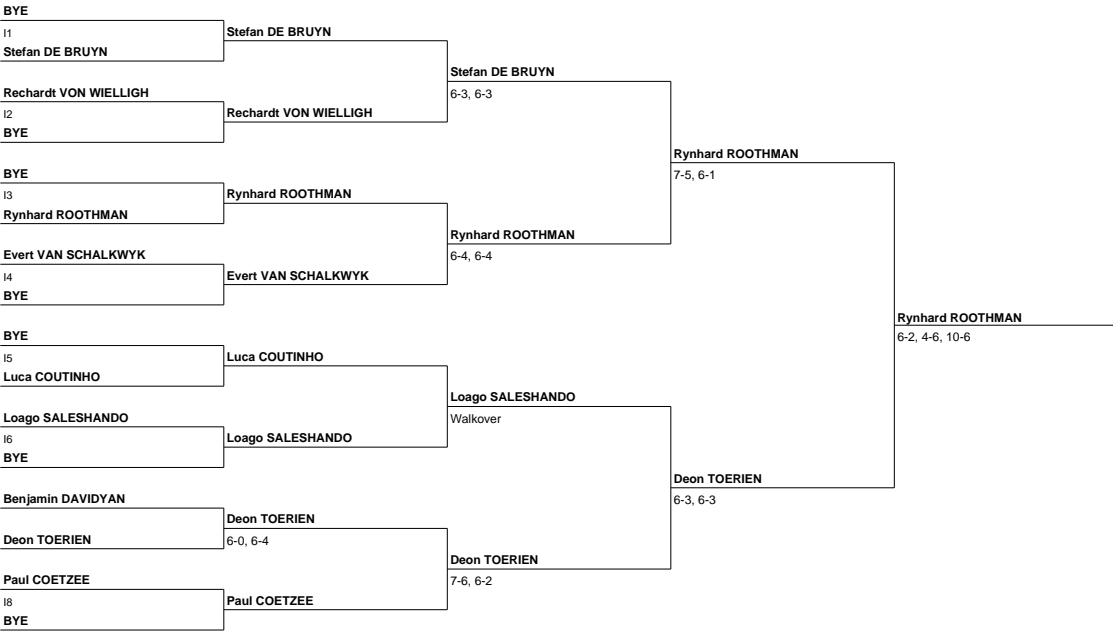 BYE
I1
Stefan DE BRUYN
Rechardt VON WIELLIGH
I2
BYE
BYE
I3
Rynhard ROOTHMAN
Evert VAN SCHALKWYK
I4
BYE
BYE
I5
Luca COUTINHO
Loago SALESHANDO
I6
BYE
Benjamin DAVIDYAN
Deon TOERIEN
Paul COETZEE
I8
BYE
Stefan DE BRUYN
Rechardt VON WIELLIGH
Rynhard ROOTHMAN
Evert VAN SCHALKWYK
Luca COUTINHO
Loago SALESHANDO
Deon TOERIEN
6-0, 6-4
Paul COETZEE
Stefan DE BRUYN
6-3, 6-3
Rynhard ROOTHMAN
6-4, 6-4
Loago SALESHANDO
Walkover
Deon TOERIEN
7-6, 6-2
Rynhard ROOTHMAN
7-5, 6-1
Deon TOERIEN
6-3, 6-3
Rynhard ROOTHMAN
6-2, 4-6, 10-6